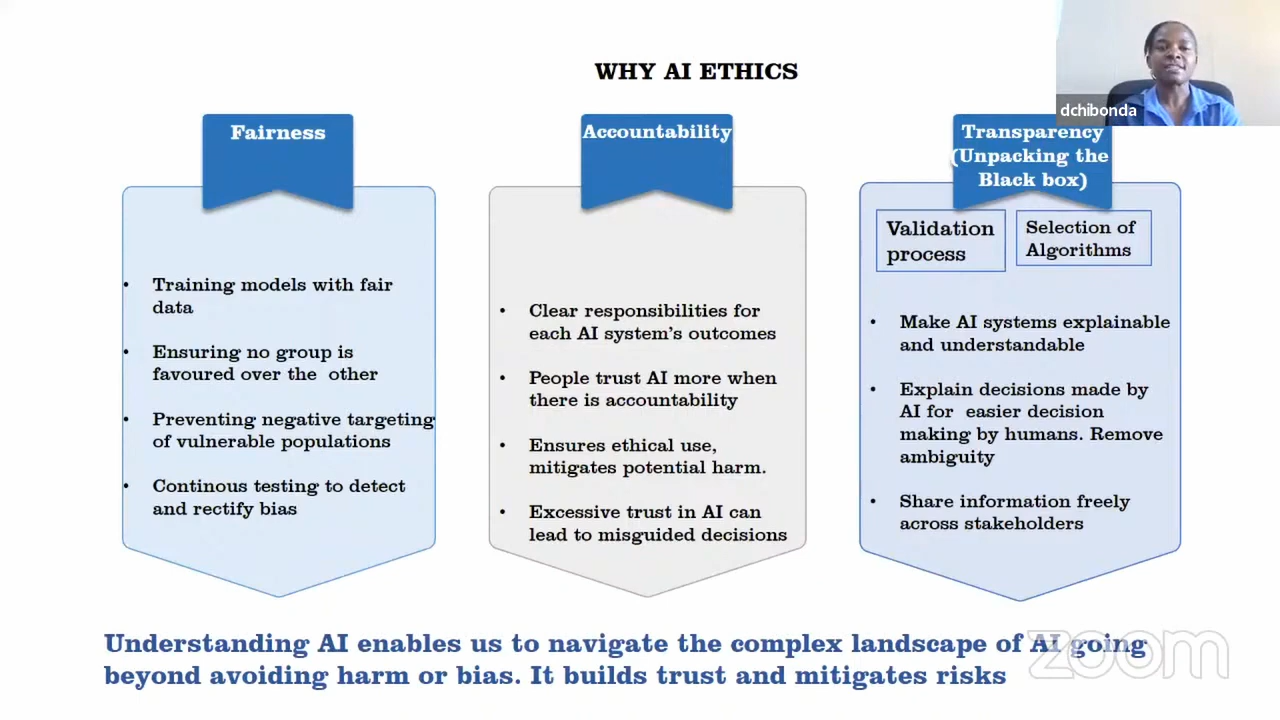 WHY AI ETHICS
dchibonda
Fairness
Training models with fair
data
Ensuring no group is
favoured over the other
Preventing negative targeting
of vulnerable populations
Continous testing to detect
and rectify bias
Accountability
Clear responsibilities for
each AI system's outcomes
People trust AI more when
there is accountability
Ensures ethical use,
mitigates potential harm.
Excessive trust in AI can
lead to misguided decisions
Transparency
(Unpacking the
Black box)
Validation
process
Selection of
Algorithms
Make AI systems explainable
and understandable
Explain decisions made by
AI for easier decision
making by humans. Remove
ambiguity
Share information freely
across stakeholders
Understanding AI enables us to navigate the complex landscape of AI going
beyond avoiding harm or bias. It builds trust and mitigates risks
zoom